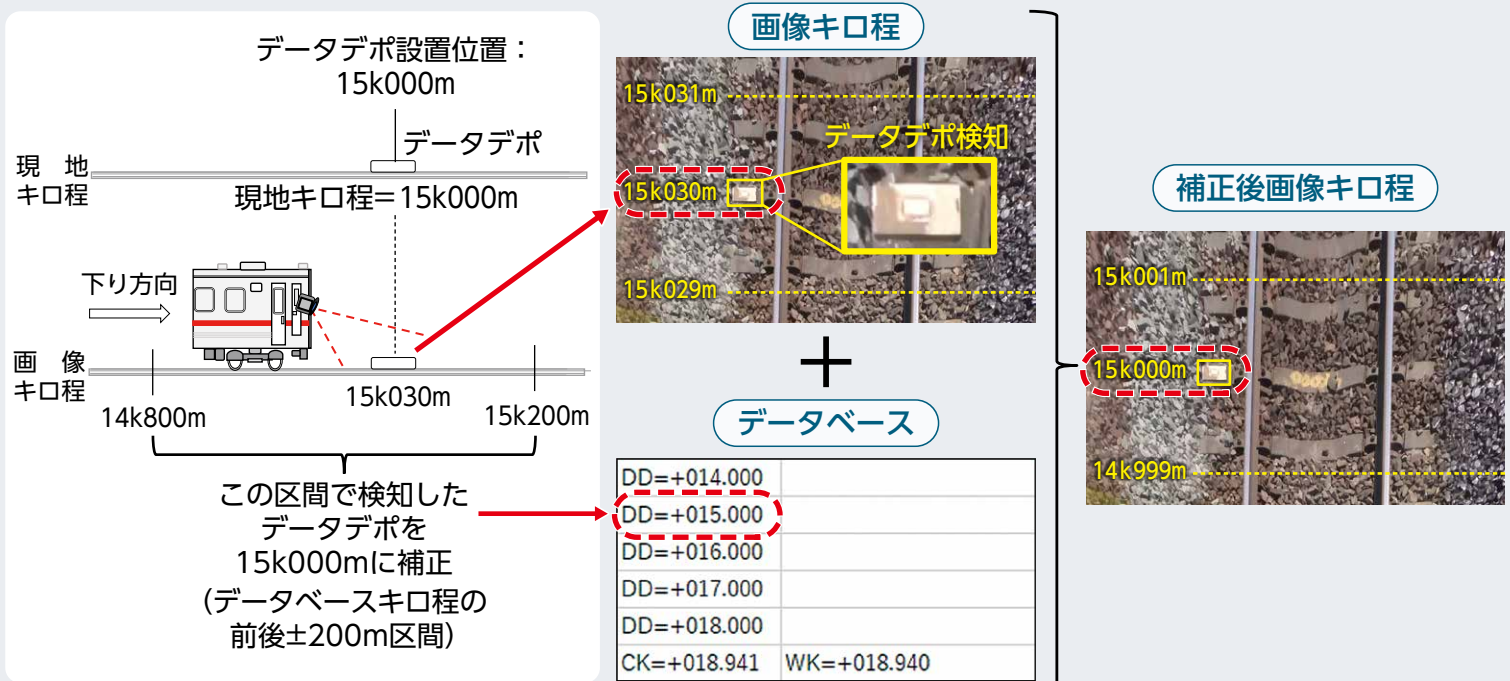 データデポ設置位置：
15k000m
データデポ
現　地
キロ程
現地キロ程＝15k000m
下り方向
画　像
キロ程
15k030m
14k800m
15k200m
この区間で検知した
データデポを
15k000mに補正
(データベースキロ程の
前後±200m区間)
画像キロ程
15k031m
データデポ検知
15k030m
15k029m
＋
データベース
DD=+014.000
DD=+015.000
DD=+016.000
DD=+017.000
DD=+018.000
CK=+018.941 WK=+018.940
補正後画像キロ程
15k001m
15k000m
14k999m